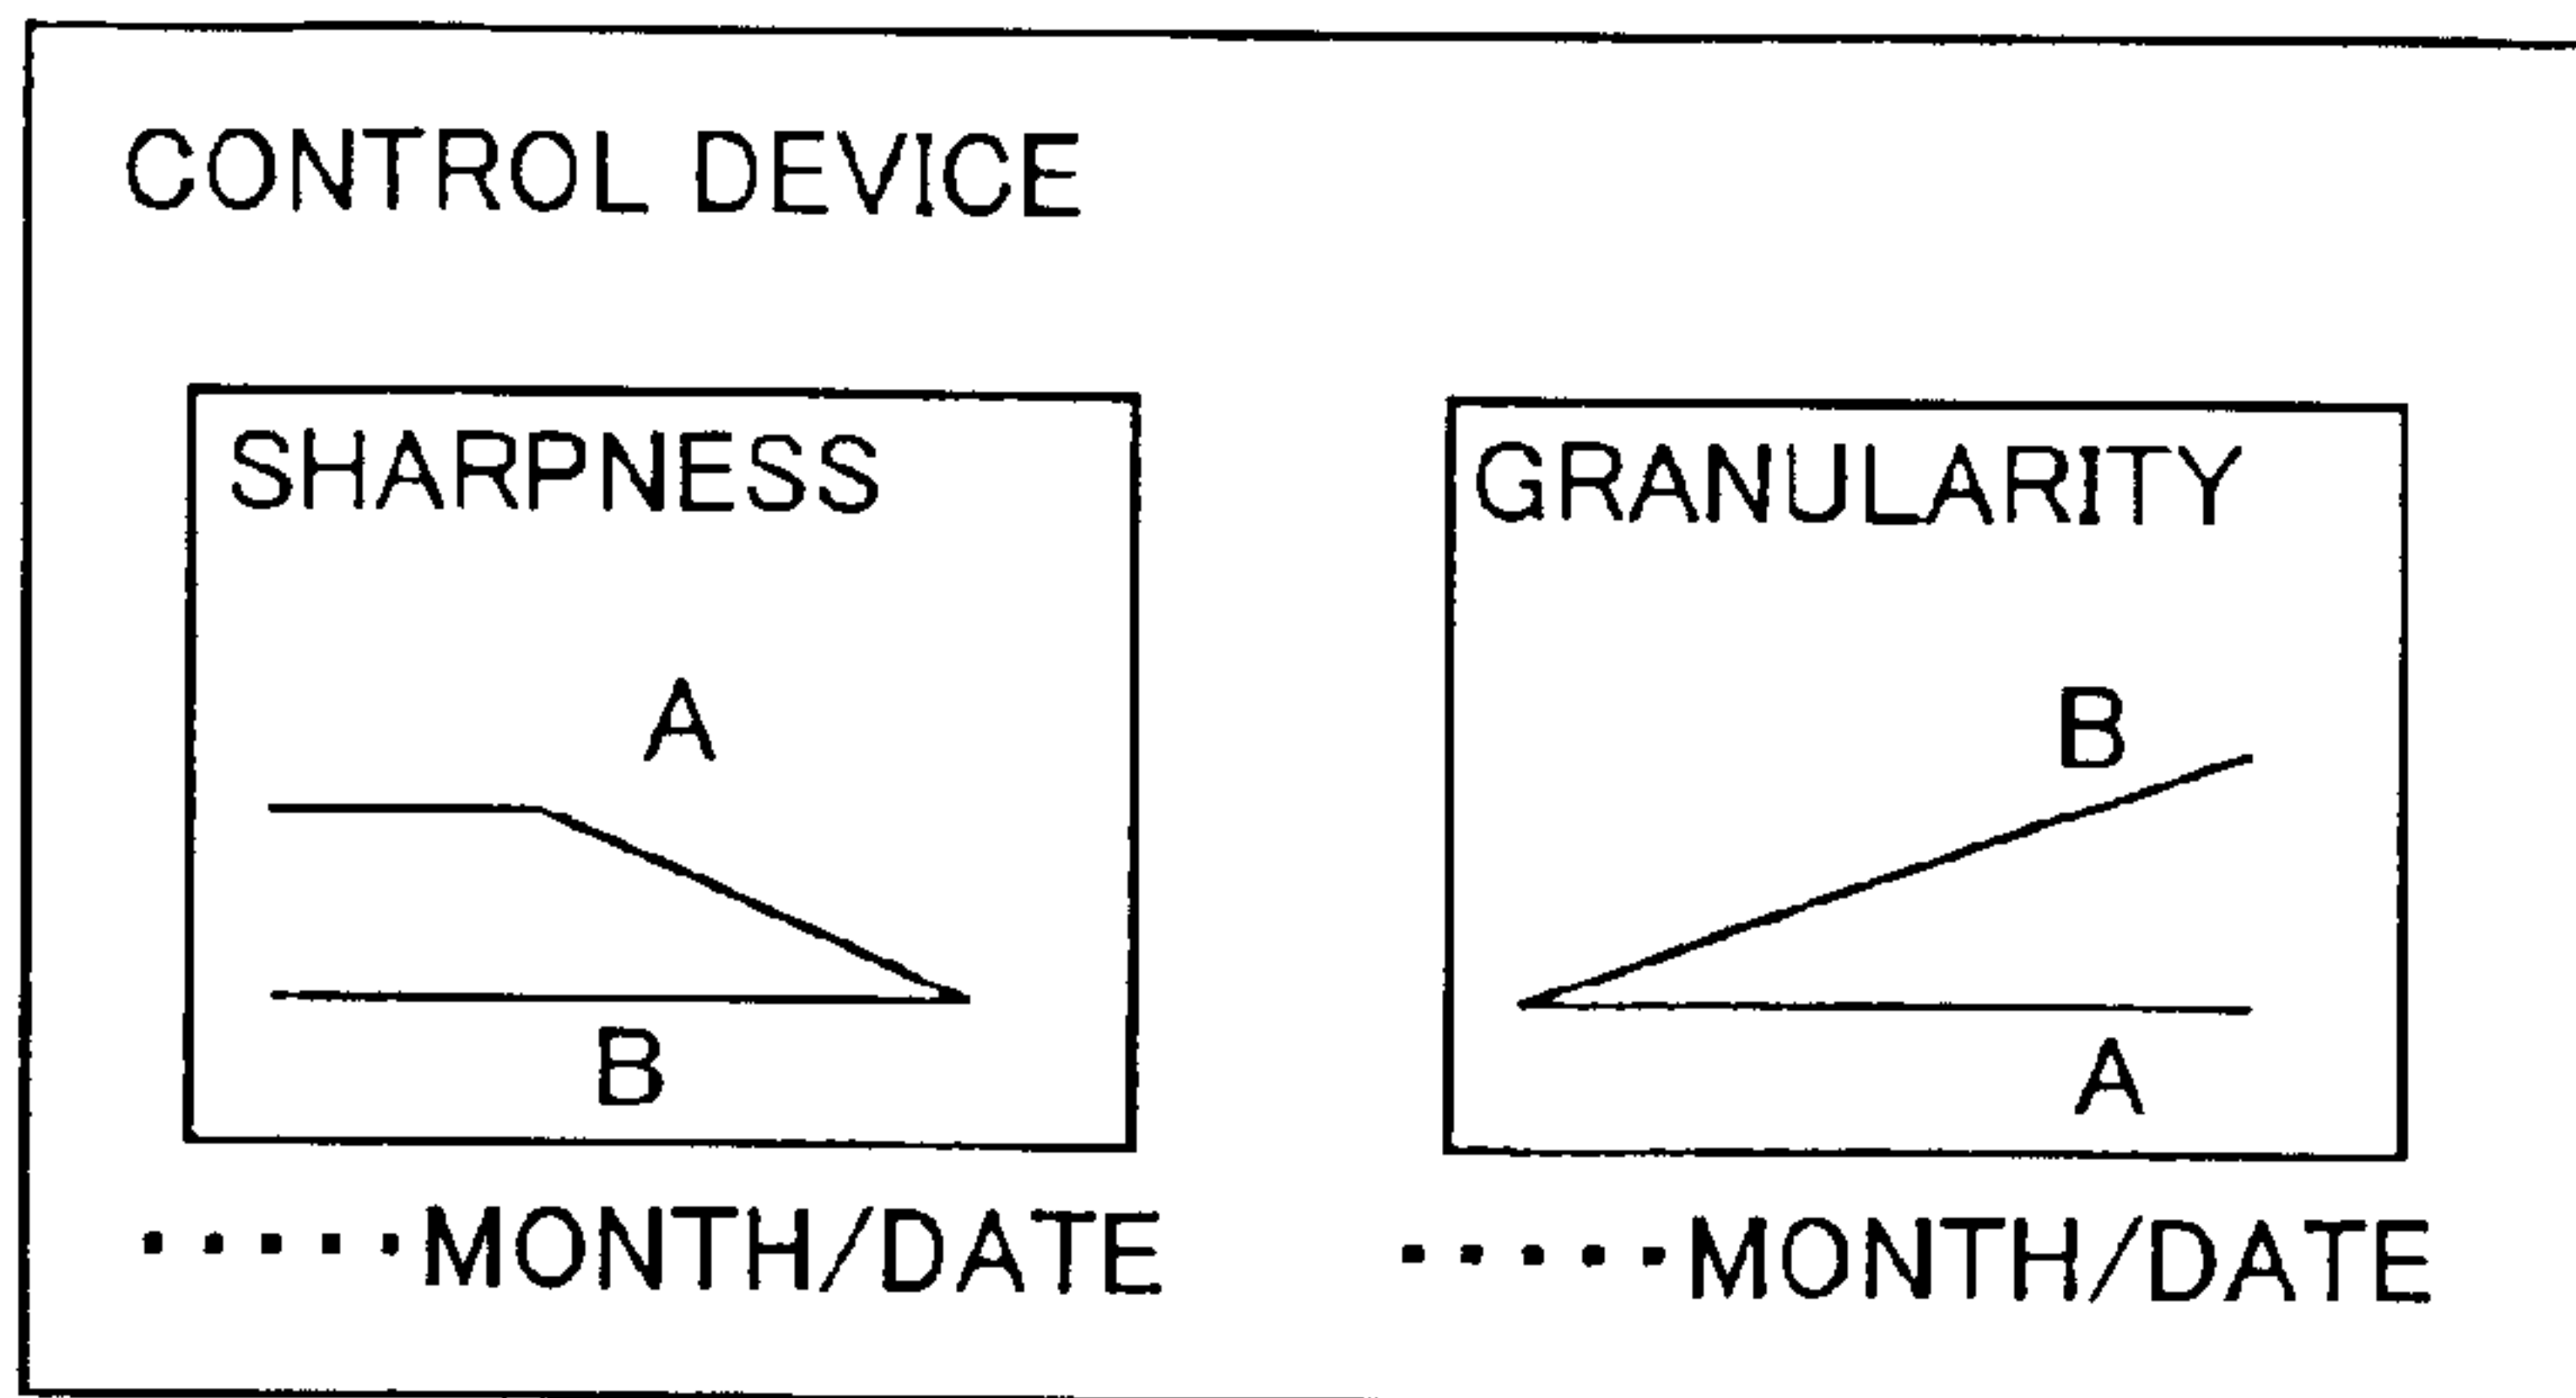 CONTROL DEVICE
SHARPNESS
A
B
·····MONTH/DATE
GRANULARITY
B
A
·····MONTH/DATE